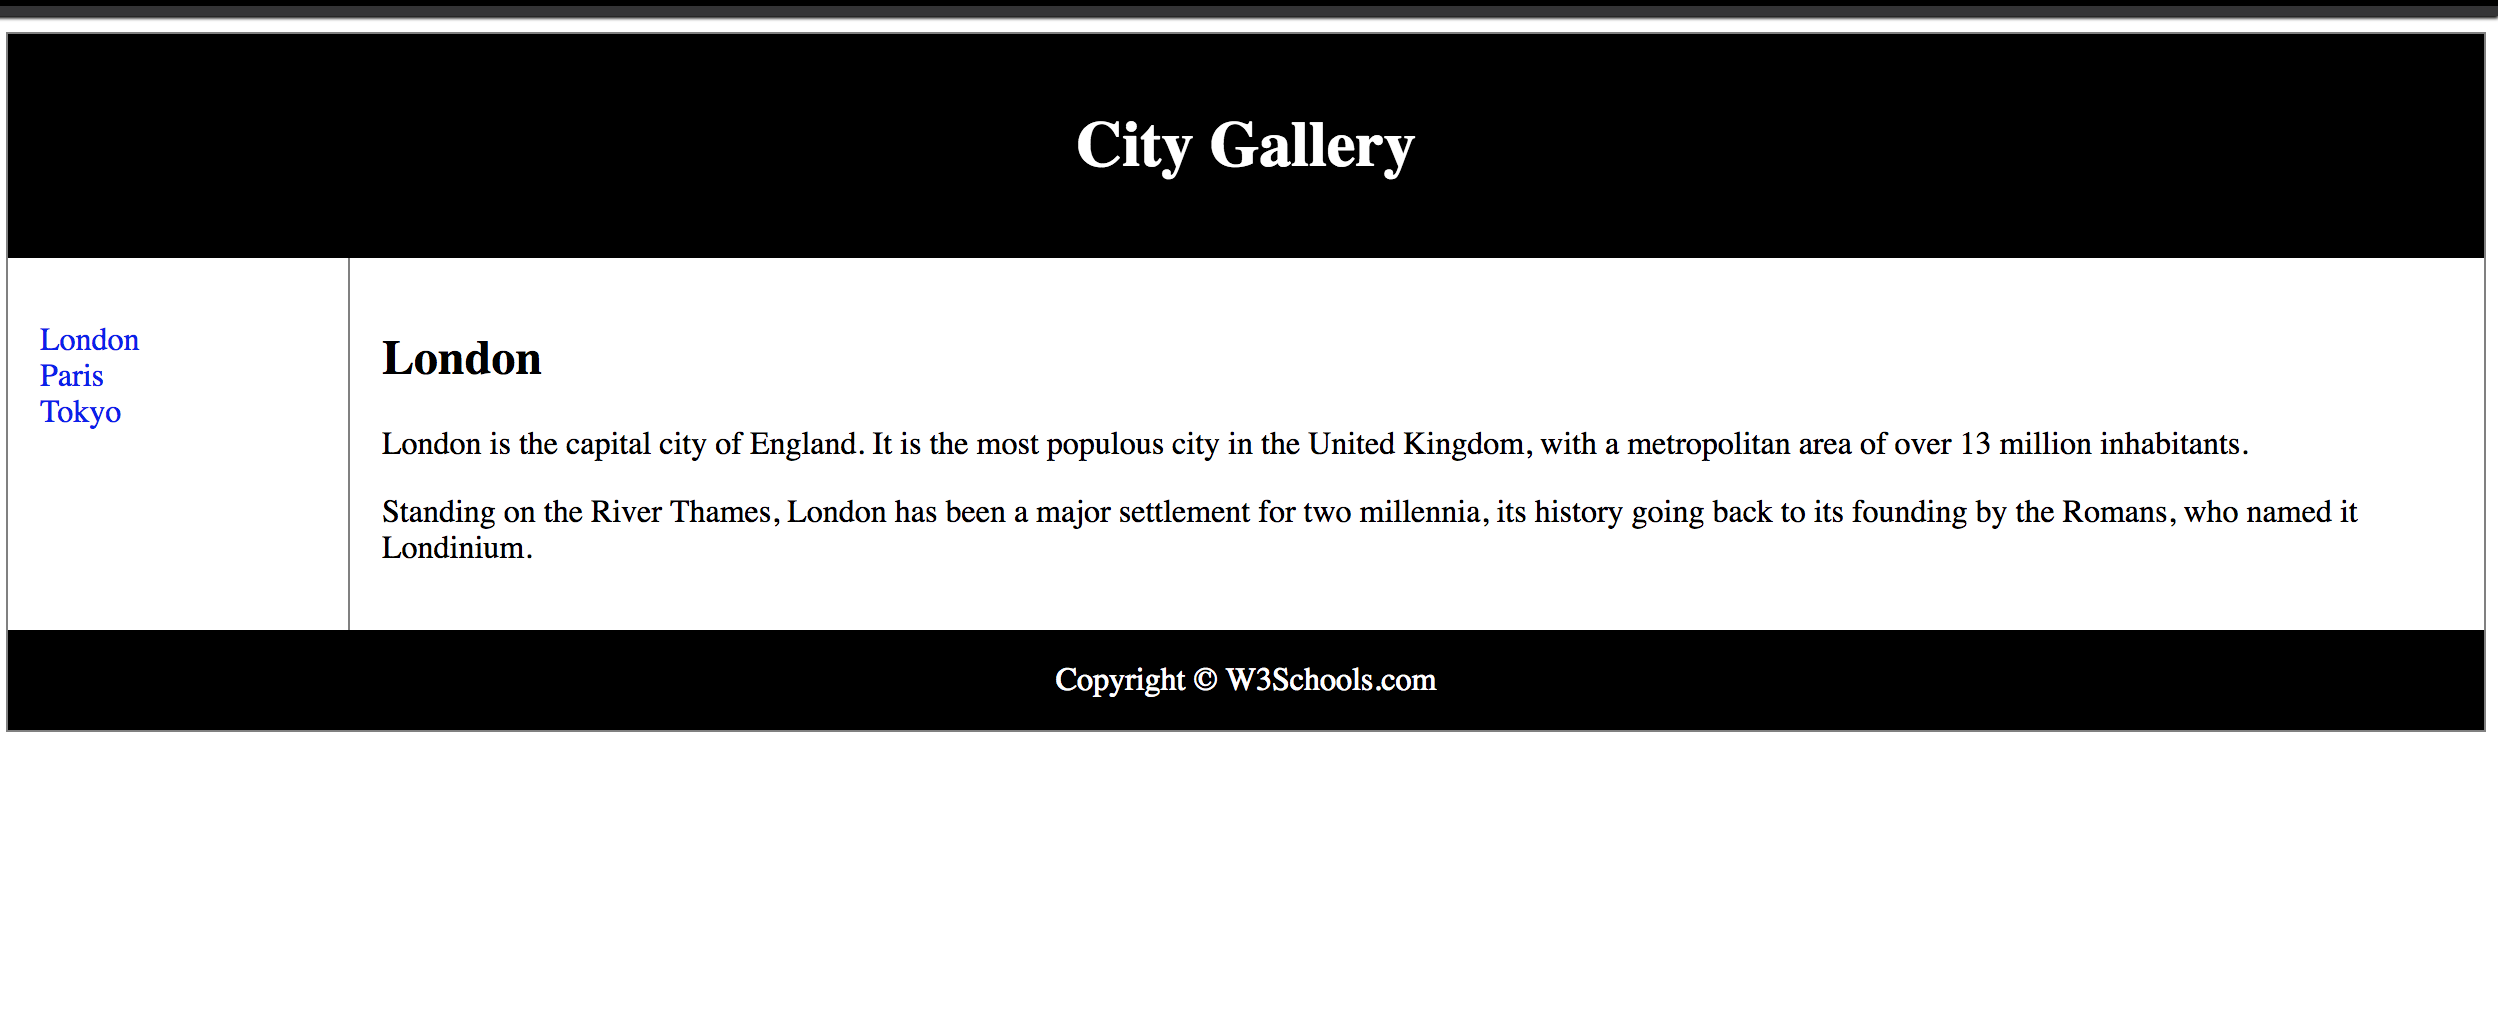 City Gallery
London
Paris
Tokyo
London
London is the capital city of England. It is the most populous city in the United Kingdom, with a metropolitan area of over 13 million inhabitants.
Standing on the River Thames, London has been a major settlement for two millennia, its history going back to its founding by the Romans, who named it
Londinium.
Copyright © W3Schools.com